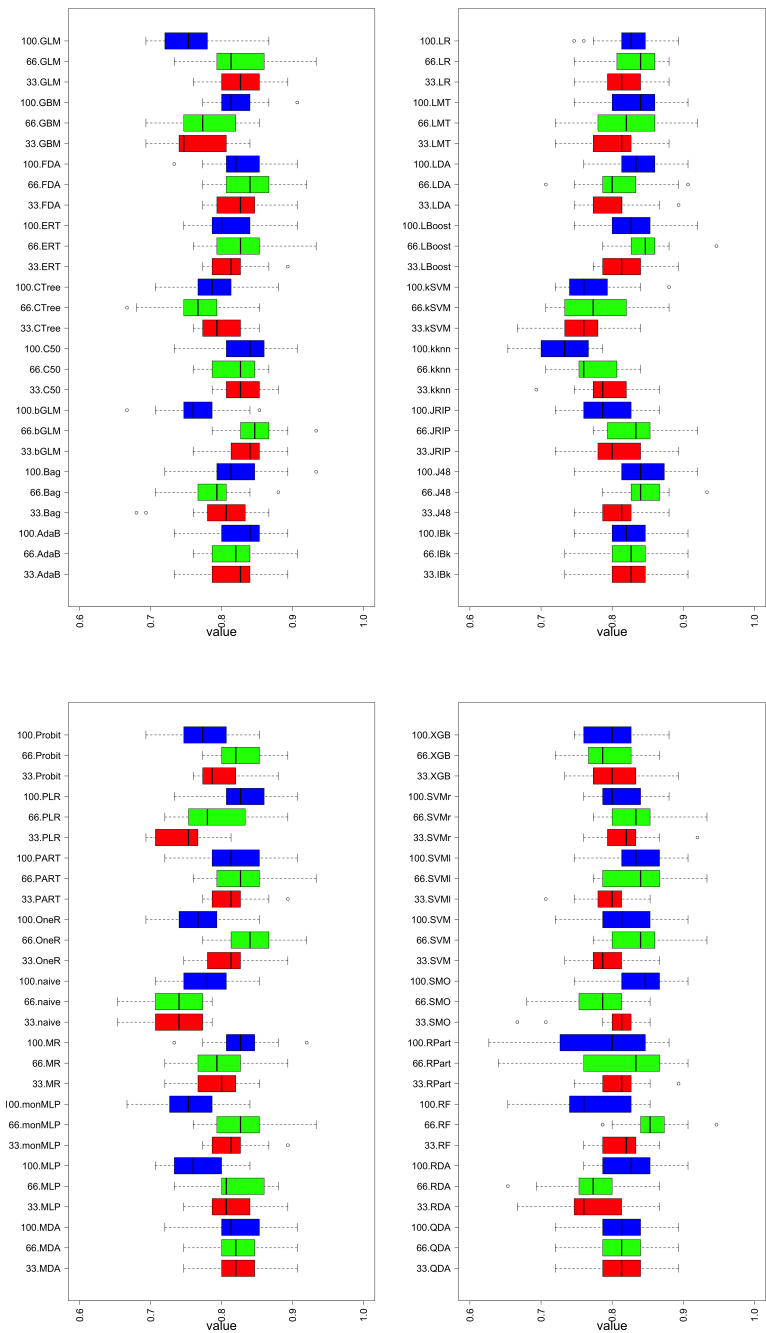 100.GLM
66.GLM
33.GLM
100.GBM
66.GBM
33.GBM
100.FDA
66.FDA
33.FDA
100.ERT
66.ERT
33.ERT
100.CTree
66.CTree
33.CTree
100.C50
66.C50
33.C50
100.bGLM
66.bGLM
33.bGLM
100.Bag
66.Bag
33.Bag
100.AdaB
66.AdaB
33.AdaB
0.6 0.7 0.8 0.9 1.0
value
100.LR
66.LR
33.LR
100.LMT
66.LMT
33.LMT
100.LDA
66.LDA
33.LDA
100.LBoost
66.LBoost
33.LBoost
100.kSVM
66.kSVM
33.kSVM
100.kknn
66.kknn
33.kknn
100.JRIP
66.JRIP
33.JRIP
100.J48
66.J48
33.J48
100.IBk
66.IBk
33.IBk
0.6 0.7 0.8 0.9 1.0
value
100.Probit
66.Probit
33.Probit
100.PLR
66.PLR
33.PLR
100.PART
66.PART
33.PART
100.OneR
66.OneR
33.OneR
100.naive
66.naive
33.naive
100.MR
66.MR
33.MR
100.monMLP
66.monMLP
33.monMLP
100.MLP
66.MLP
33.MLP
100.MDA
66.MDA
33.MDA
0.6 0.7 0.8 0.9 1.0
value
100.XGB
66.XGB
33.XGB
100.SVMr
66.SVMr
33.SVMr
100.SVMl
66.SVMl
33.SVMl
100.SVM
66.SVM
33.SVM
100.SMO
66.SMO
33.SMO
100.RPart
66.RPart
33.RPart
100.RF
66.RF
33.RF
100.RDA
66.RDA
33.RDA
100.QDA
66.QDA
33.QDA
0.6 0.7 0.8 0.9 1.0
value